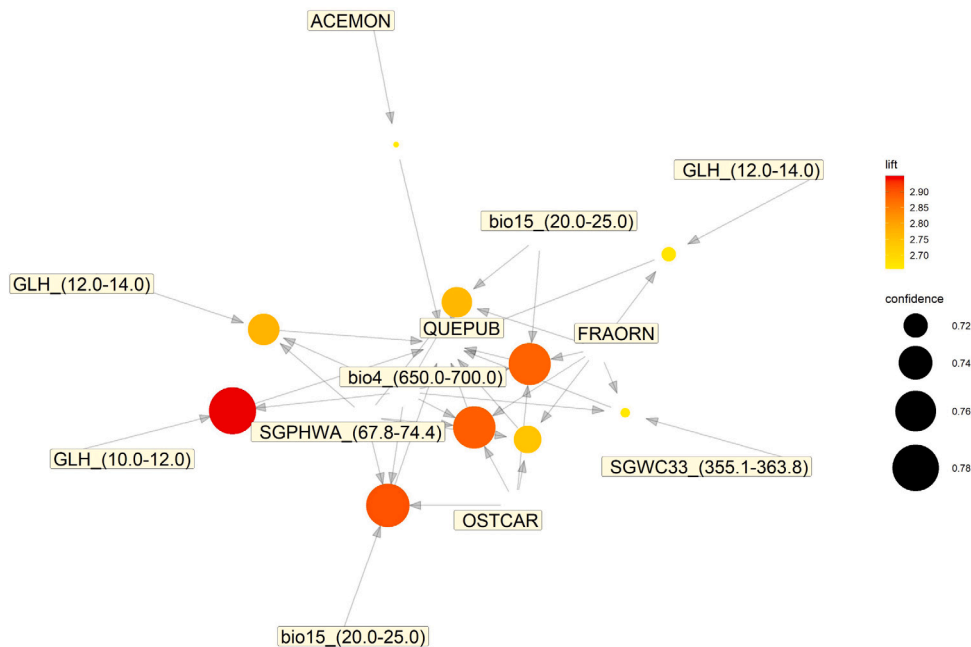 ACEMON
GLH_(12.0-14.0)
bio15_(20.0-25.0)
GLH_(12.0-14.0)
QUEPUB
FRAORN
bio4_(650.0-700.0)
SGPHWA_(67.8-74.4)
GLH_(10.0-12.0)
SGWC33_(355.1-363.8)
OSTCAR
bio15_(20.0-25.0)
lift
2.90
2.85
2.80
2.75
2.70
confidence
0.72
0.74
0.76
0.78